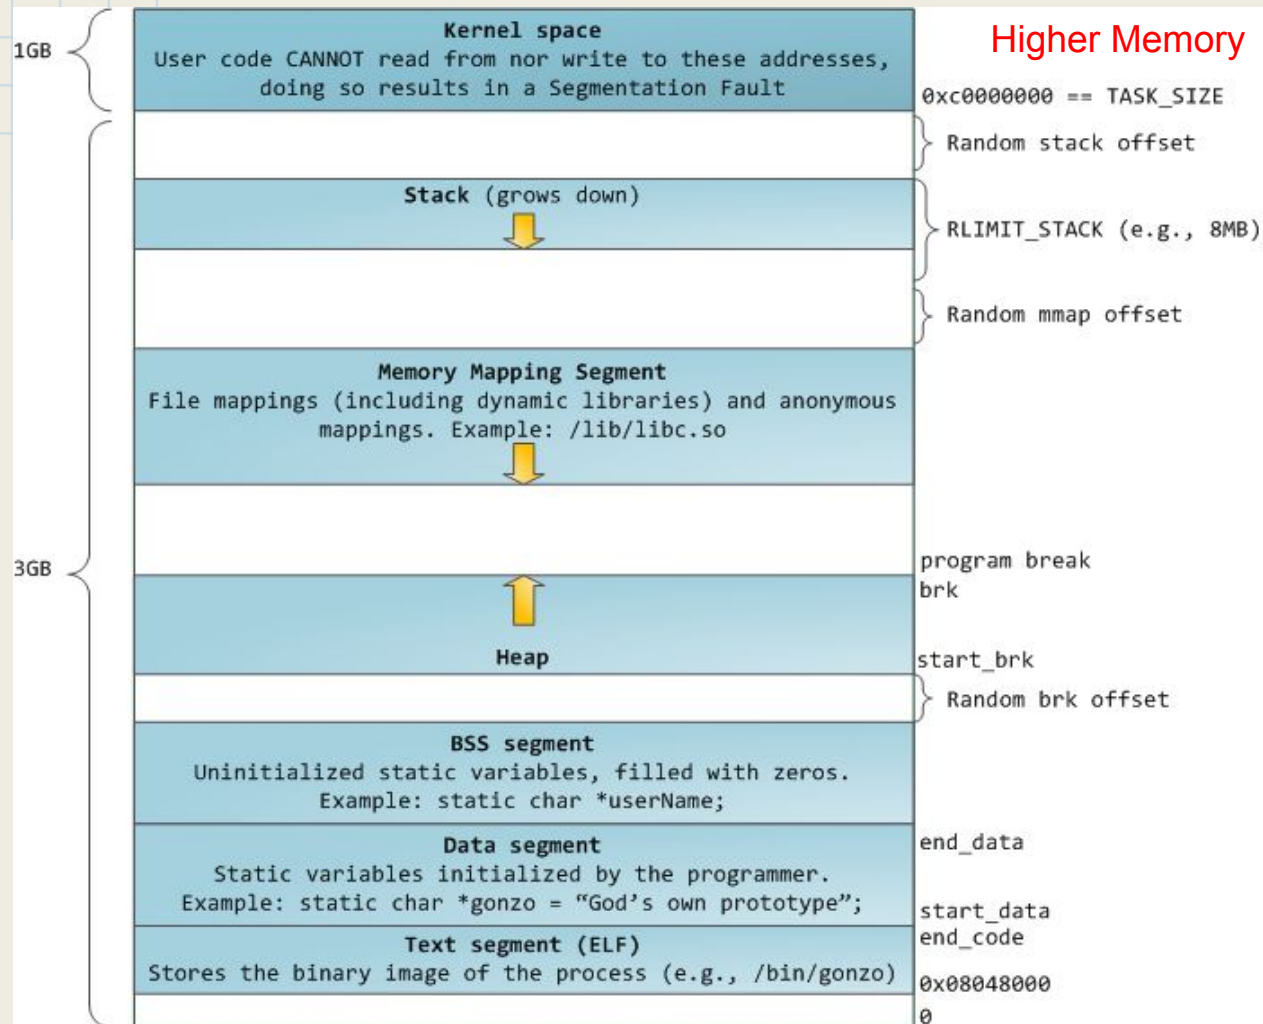 Higher Memory
1GB
Kernel space
User code CANNOT read from nor write to these addresses,
doing so results in a Segmentation Fault
0xc0000000 == TASK_SIZE
Random stack offset
Stack (grows down)
RLIMIT_STACK (e.g., 8MB)
Random mmap offset
Memory Mapping Segment
File mappings (including dynamic libraries) and anonymous
mappings. Example: /lib/libc.so
3GB
program break
brk
Heap
start_brk
Random brk offset
BSS segment
Uninitialized static variables, filled with zeros.
Example: static char *userName;
Data segment
end_data
Static variables initialized by the programmer.
Example: static char *gonzo = “God’s own prototype”;
start_data
end_code
Text segment (ELF)
Stores the binary image of the process (e.g., /bin/gonzo)
0x08048000
0